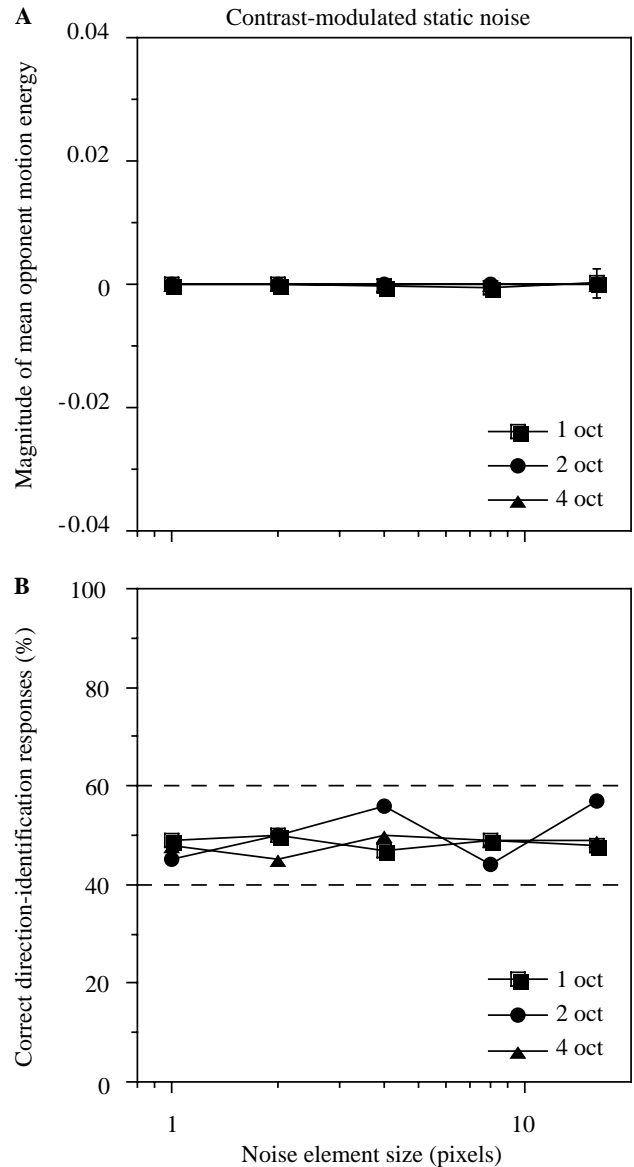 A
Contrast-modulated static noise
Magnitude of mean opponent motion energy
0.04
0.02
0
-0.02
-0.04
1 oct
2 oct
4 oct
B
Correct direction-identification responses (%)
100
80
60
40
20
0
1 oct
2 oct
4 oct
1
10
Noise element size (pixels)